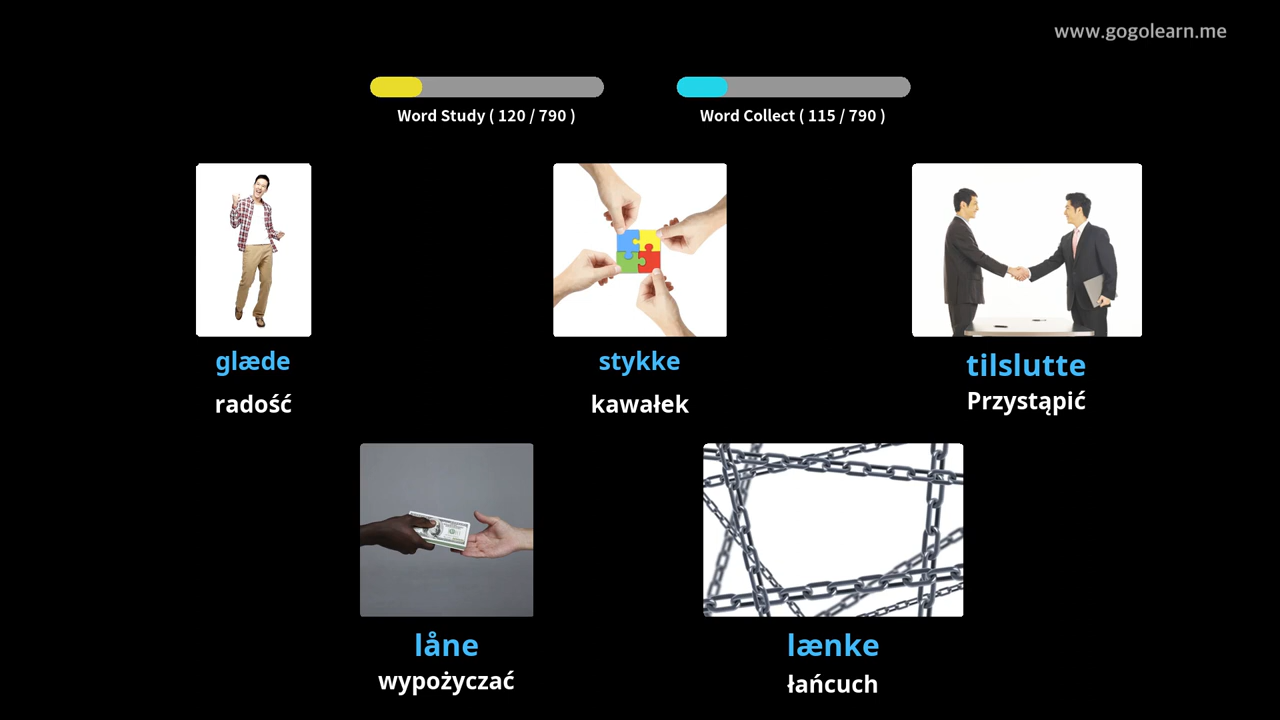 www.gogolearn.me
Word Study ( 120 / 790 )
Word Collect ( 115 / 790 )
glæde
stykke
tilslutte
radość
kawałek
Przystąpić
låne
lænke
wypożyczać
łańcuch